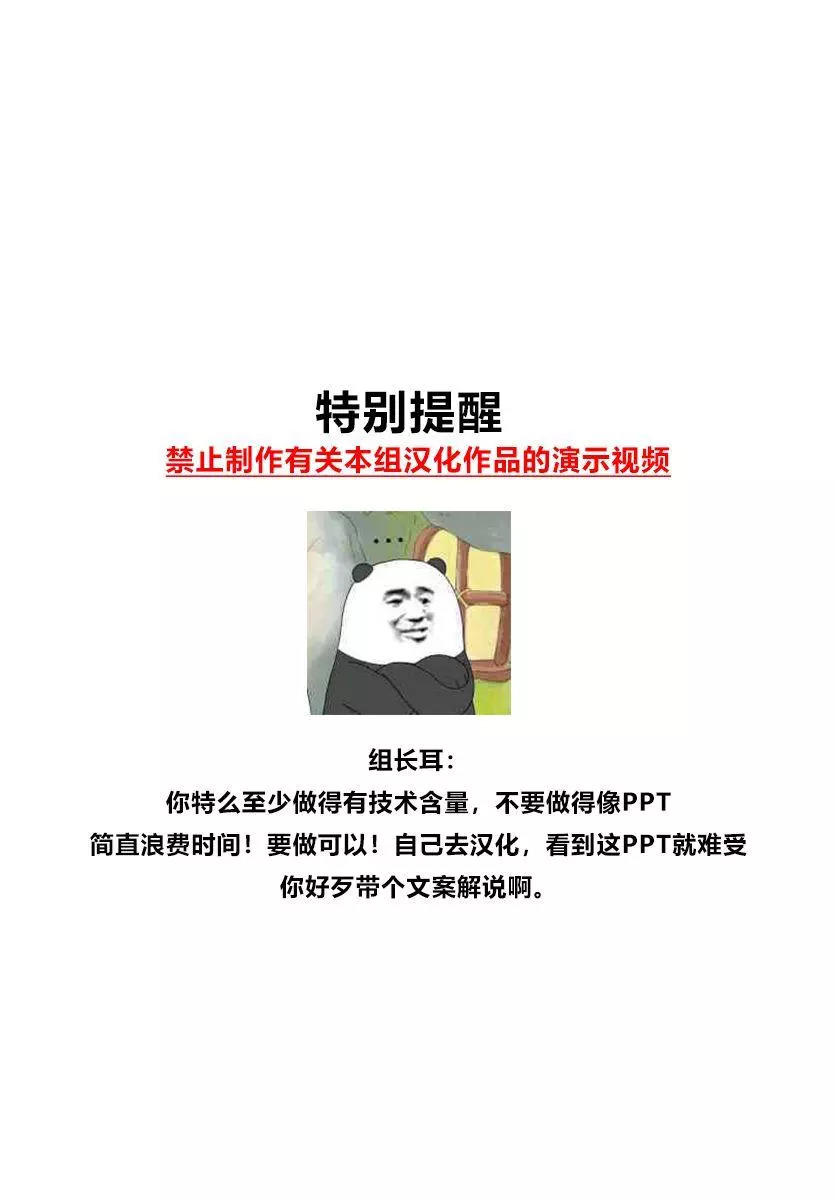 特别提醒
禁止制作有关本组汉化作品的演示视频
...
组长耳：
你特么至少做得有技术含量，不要做得像PPT
简直浪费时间！要做可以！自己去汉化，看到这PPT就难受
你好歹带个文案解说啊。